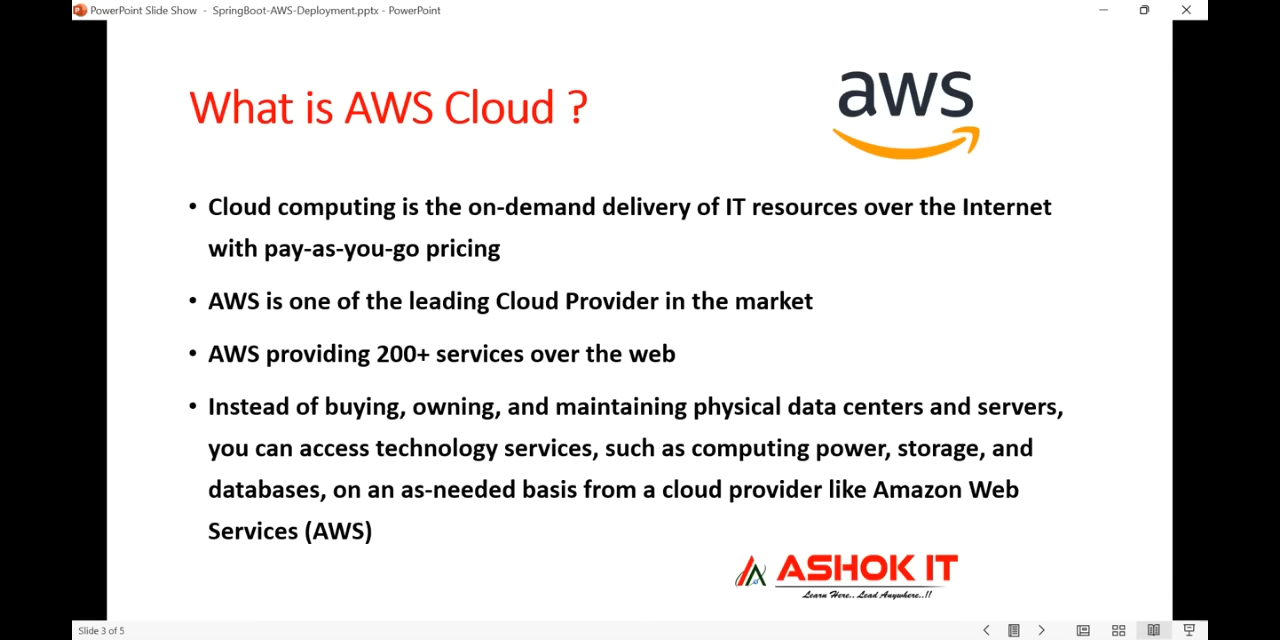 PowerPoint Slide Show - SpringBoot-AWS-Deployment.pptx - PowerPoint
What is AWS Cloud ?
aws
• Cloud computing is the on-demand delivery of IT resources over the Internet
with pay-as-you-go pricing
• AWS is one of the leading Cloud Provider in the market
• AWS providing 200+ services over the web
• Instead of buying, owning, and maintaining physical data centers and servers,
you can access technology services, such as computing power, storage, and
databases, on an as-needed basis from a cloud provider like Amazon Web
Services (AWS)
ASHOK IT
Learn Here.. Lead Anywhere..!!
Slide 3 of 5